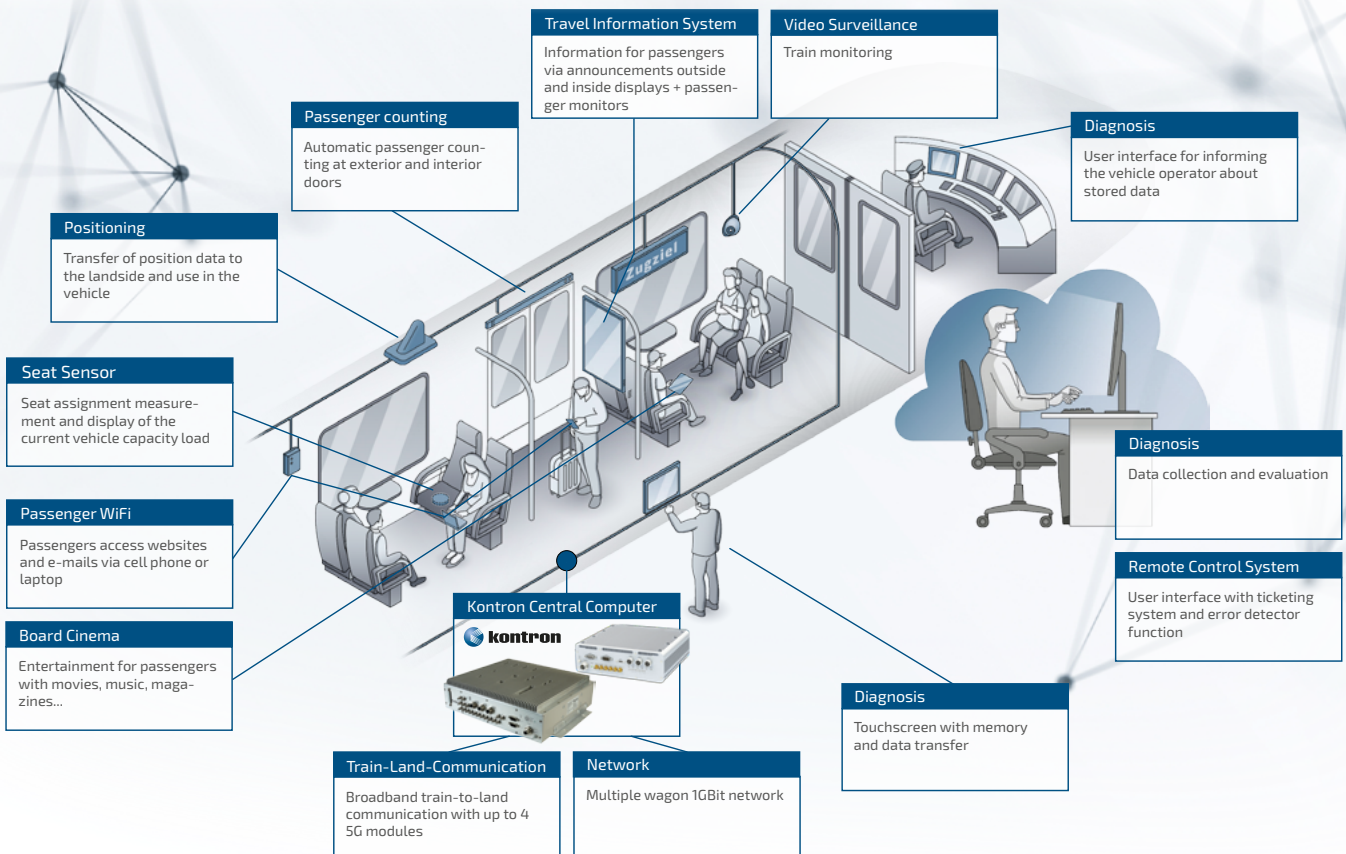 Travel Information System
Information for passengers
via announcements outside
and inside displays + passen-
ger monitors
Video Surveillance
Train monitoring
Passenger counting
Automatic passenger coun-
ting at exterior and interior
doors
Diagnosis
User interface for informing
the vehicle operator about
stored data
Positioning
Transfer of position data to
the landside and use in the
vehicle
Zugziel
Seat Sensor
Seat assignment measure-
ment and display of the
current vehicle capacity load
Diagnosis
Data collection and evaluation
Passenger WiFi
Passengers access websites
and e-mails via cell phone or
laptop
Remote Control System
User interface with ticketing
system and error detector
function
Kontron Central Computer
kontron
Board Cinema
Entertainment for passengers
with movies, music, maga-
zines...
Diagnosis
Touchscreen with memory
and data transfer
Train-Land-Communication
Broadband train-to-land
communication with up to 4
5G modules
Network
Multiple wagon 1GBit network